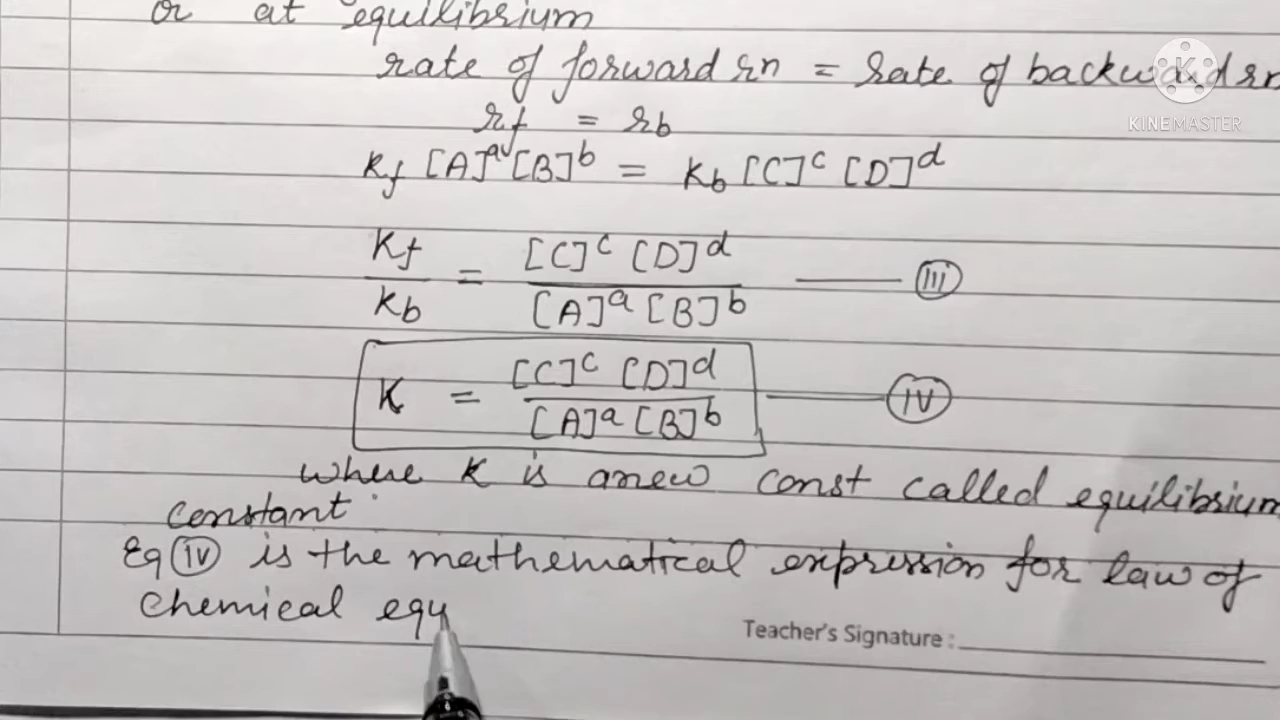 or at equilibrium
rate of forward rn = rate of backward rn
KINEMASTER
rf = rb
Kf [A]^a [B]^b = Kb [C]^c [D]^d
Kf / Kb = [C]^c [D]^d / [A]^a [B]^b —— III
K = [C]^c [D]^d / [A]^a [B]^b —— IV
where K is a new const called equilibrium
constant
Eq IV is the mathematical expression for law of
chemical equ
Teacher's Signature :